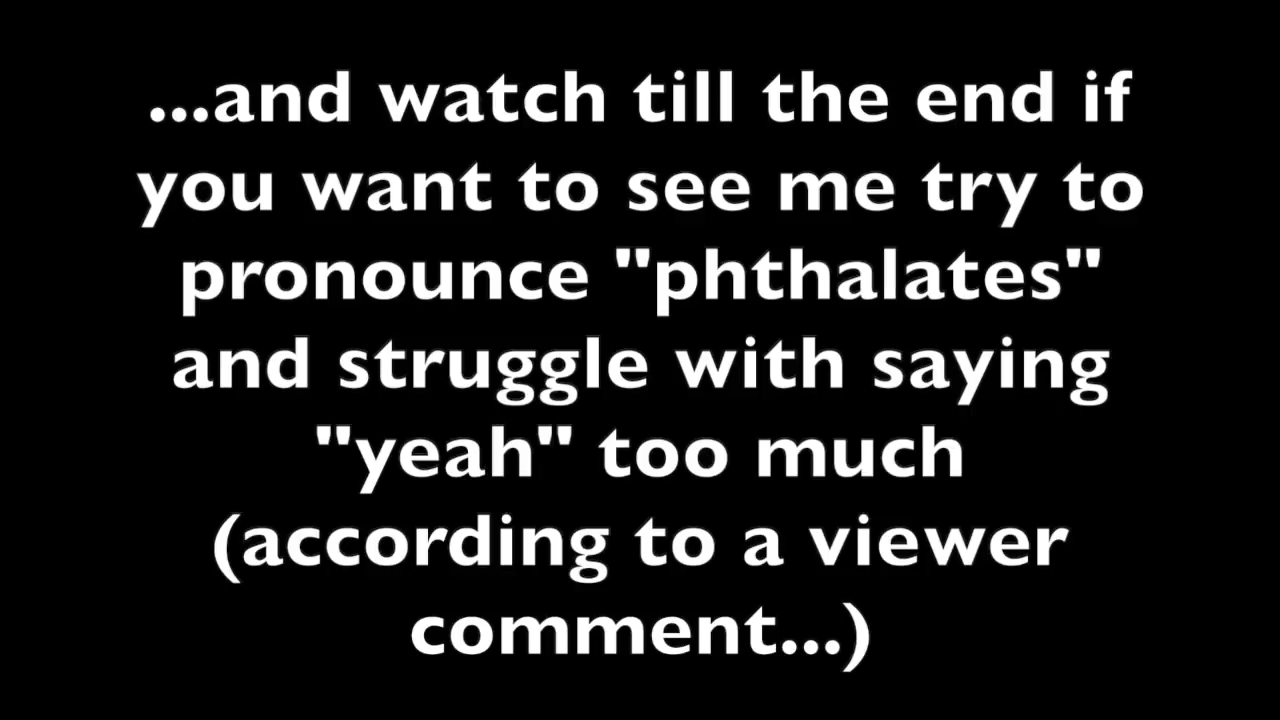 ...and watch till the end if
you want to see me try to
pronounce "phthalates"
and struggle with saying
"yeah" too much
(according to a viewer
comment...)